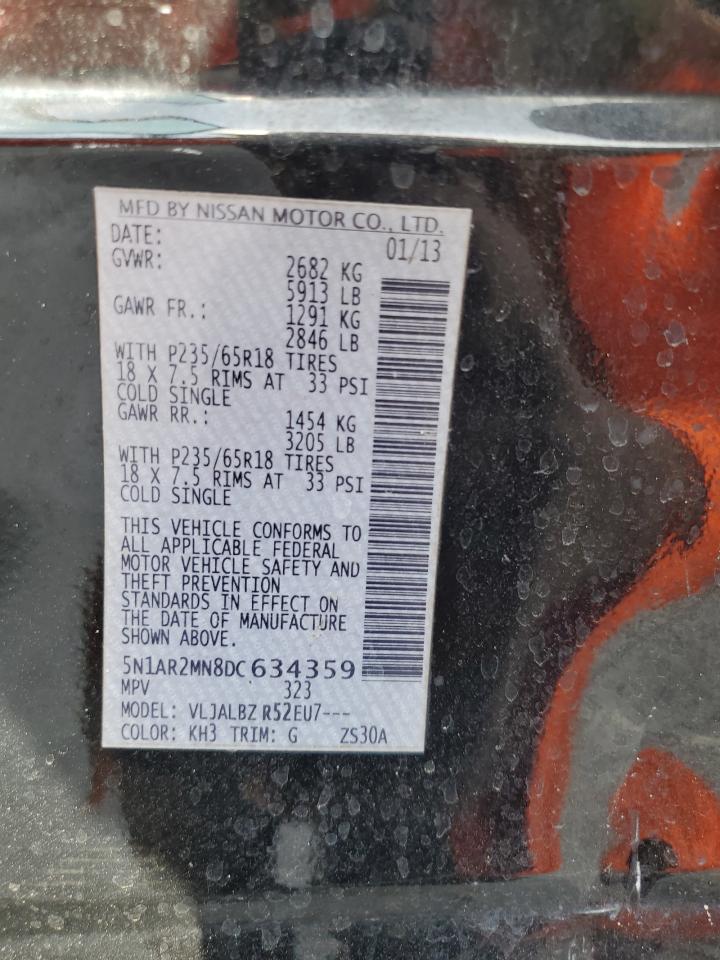 MFD BY NISSAN MOTOR CO., LTD.
DATE: 01/13
GVWR: 2682 KG
5913 LB
GAWR FR.: 1291 KG
2846 LB
WITH P235/65R18 TIRES
18 X 7.5 RIMS AT 33 PSI
COLD SINGLE
GAWR RR.: 1454 KG
3205 LB
WITH P235/65R18 TIRES
18 X 7.5 RIMS AT 33 PSI
COLD SINGLE
THIS VEHICLE CONFORMS TO
ALL APPLICABLE FEDERAL
MOTOR VEHICLE SAFETY AND
THEFT PREVENTION
STANDARDS IN EFFECT ON
THE DATE OF MANUFACTURE
SHOWN ABOVE.
5N1AR2MN8DC634359
MPV 323
MODEL: VLJALBZ R52EU7---
COLOR: KH3 TRIM: G ZS30A